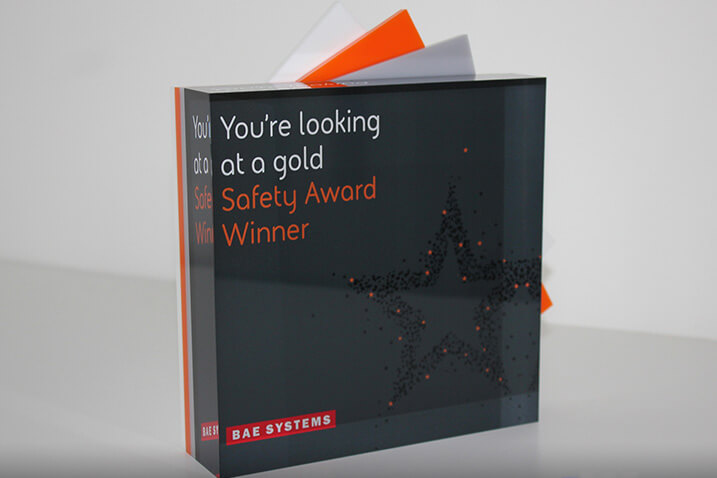 You're looking
at a gold
Safety Award
Winner
BAE SYSTEMS